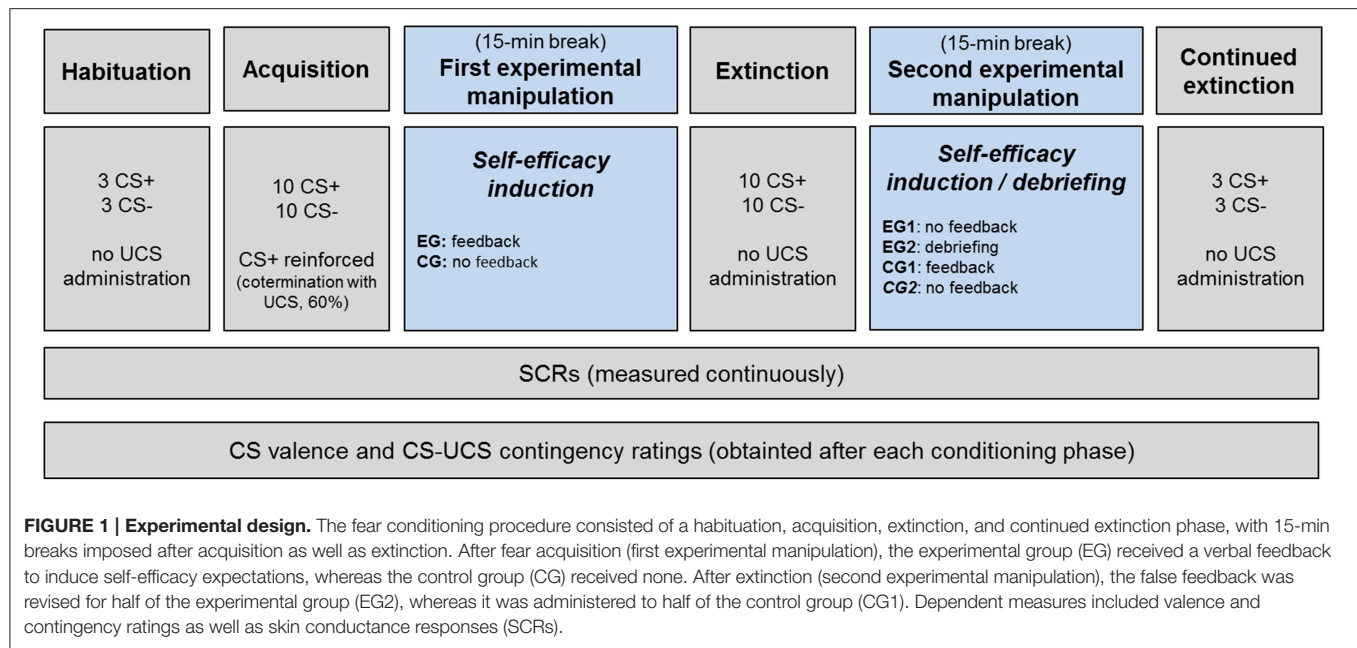 Habituation
Acquisition
(15-min break)
First experimental
manipulation
Extinction
(15-min break)
Second experimental
manipulation
Continued
extinction
3 CS+
3 CS-
no UCS
administration
10 CS+
10 CS-
CS+ reinforced
(cotermination with
UCS, 60%)
Self-efficacy
induction
EG: feedback
CG: no feedback
10 CS+
10 CS-
no UCS
administration
Self-efficacy
induction / debriefing
EG1: no feedback
EG2: debriefing
CG1: feedback
CG2: no feedback
3 CS+
3 CS-
no UCS
administration
SCRs (measured continuously)
CS valence and CS-UCS contingency ratings (obtainted after each conditioning phase)
FIGURE 1 | Experimental design. The fear conditioning procedure consisted of a habituation, acquisition, extinction, and continued extinction phase, with 15-min
breaks imposed after acquisition as well as extinction. After fear acquisition (first experimental manipulation), the experimental group (EG) received a verbal feedback
to induce self-efficacy expectations, whereas the control group (CG) received none. After extinction (second experimental manipulation), the false feedback was
revised for half of the experimental group (EG2), whereas it was administered to half of the control group (CG1). Dependent measures included valence and
contingency ratings as well as skin conductance responses (SCRs).